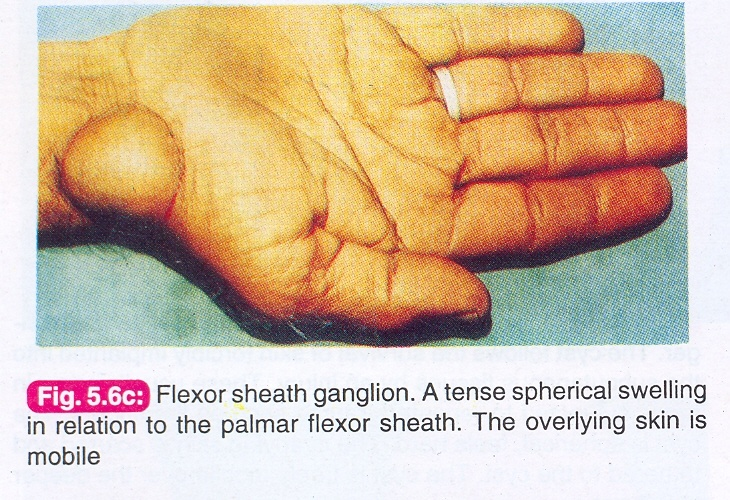 Fig. 5.6c: Flexor sheath ganglion. A tense spherical swelling
in relation to the palmar flexor sheath. The overlying skin is
mobile